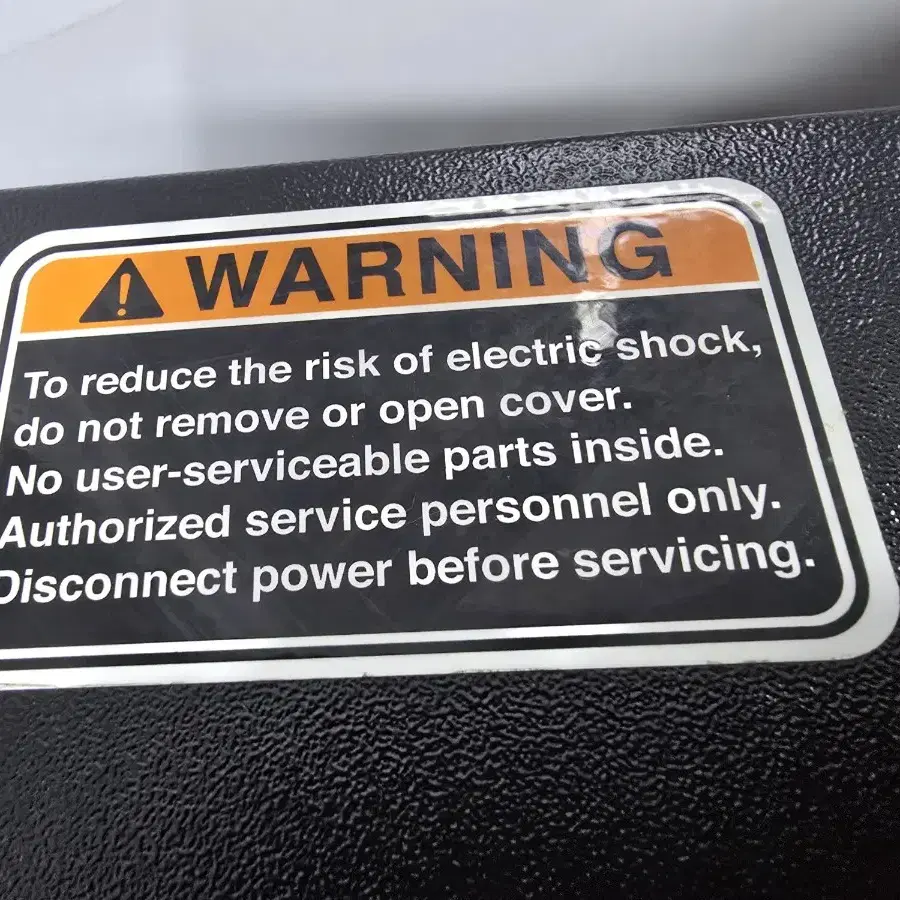 WARNING
To reduce the risk of electric shock,
do not remove or open cover.
No user-serviceable parts inside.
Authorized service personnel only.
Disconnect power before servicing.